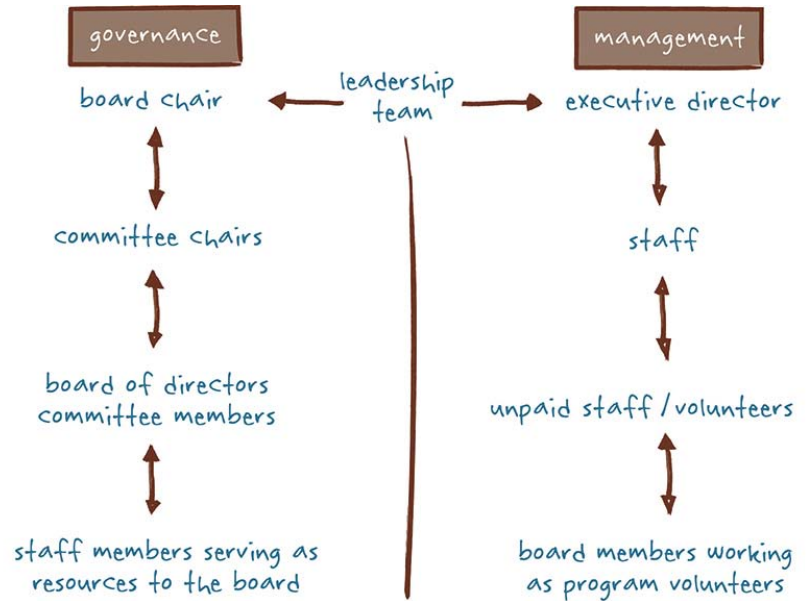 governance
management
board chair
leadership
team
executive director
committee chairs
staff
board of directors
committee members
unpaid staff/volunteers
staff members serving as
resources to the board
board members working
as program volunteers